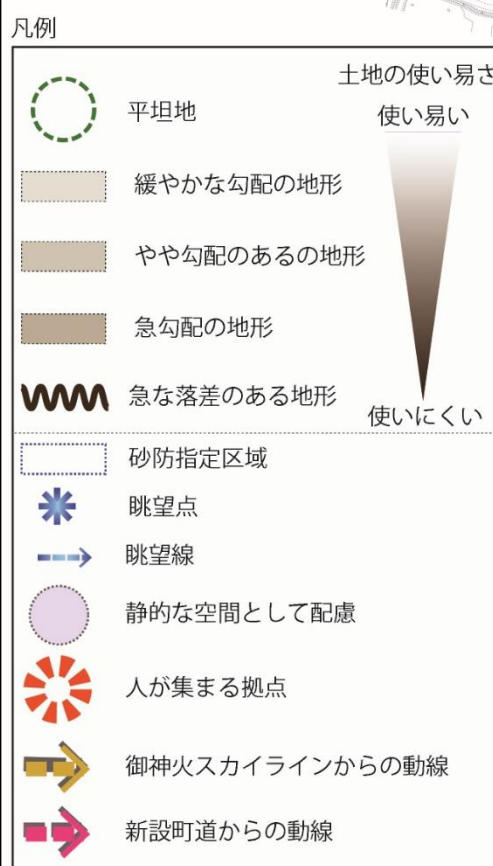 凡例
土地の使い易さ
平坦地
使い易い
緩やかな勾配の地形
やや勾配のあるの地形
急勾配の地形
急な落差のある地形
使いにくい
砂防指定区域
眺望点
眺望線
静的な空間として配慮
人が集まる拠点
御神火スカイラインからの動線
新設町道からの動線